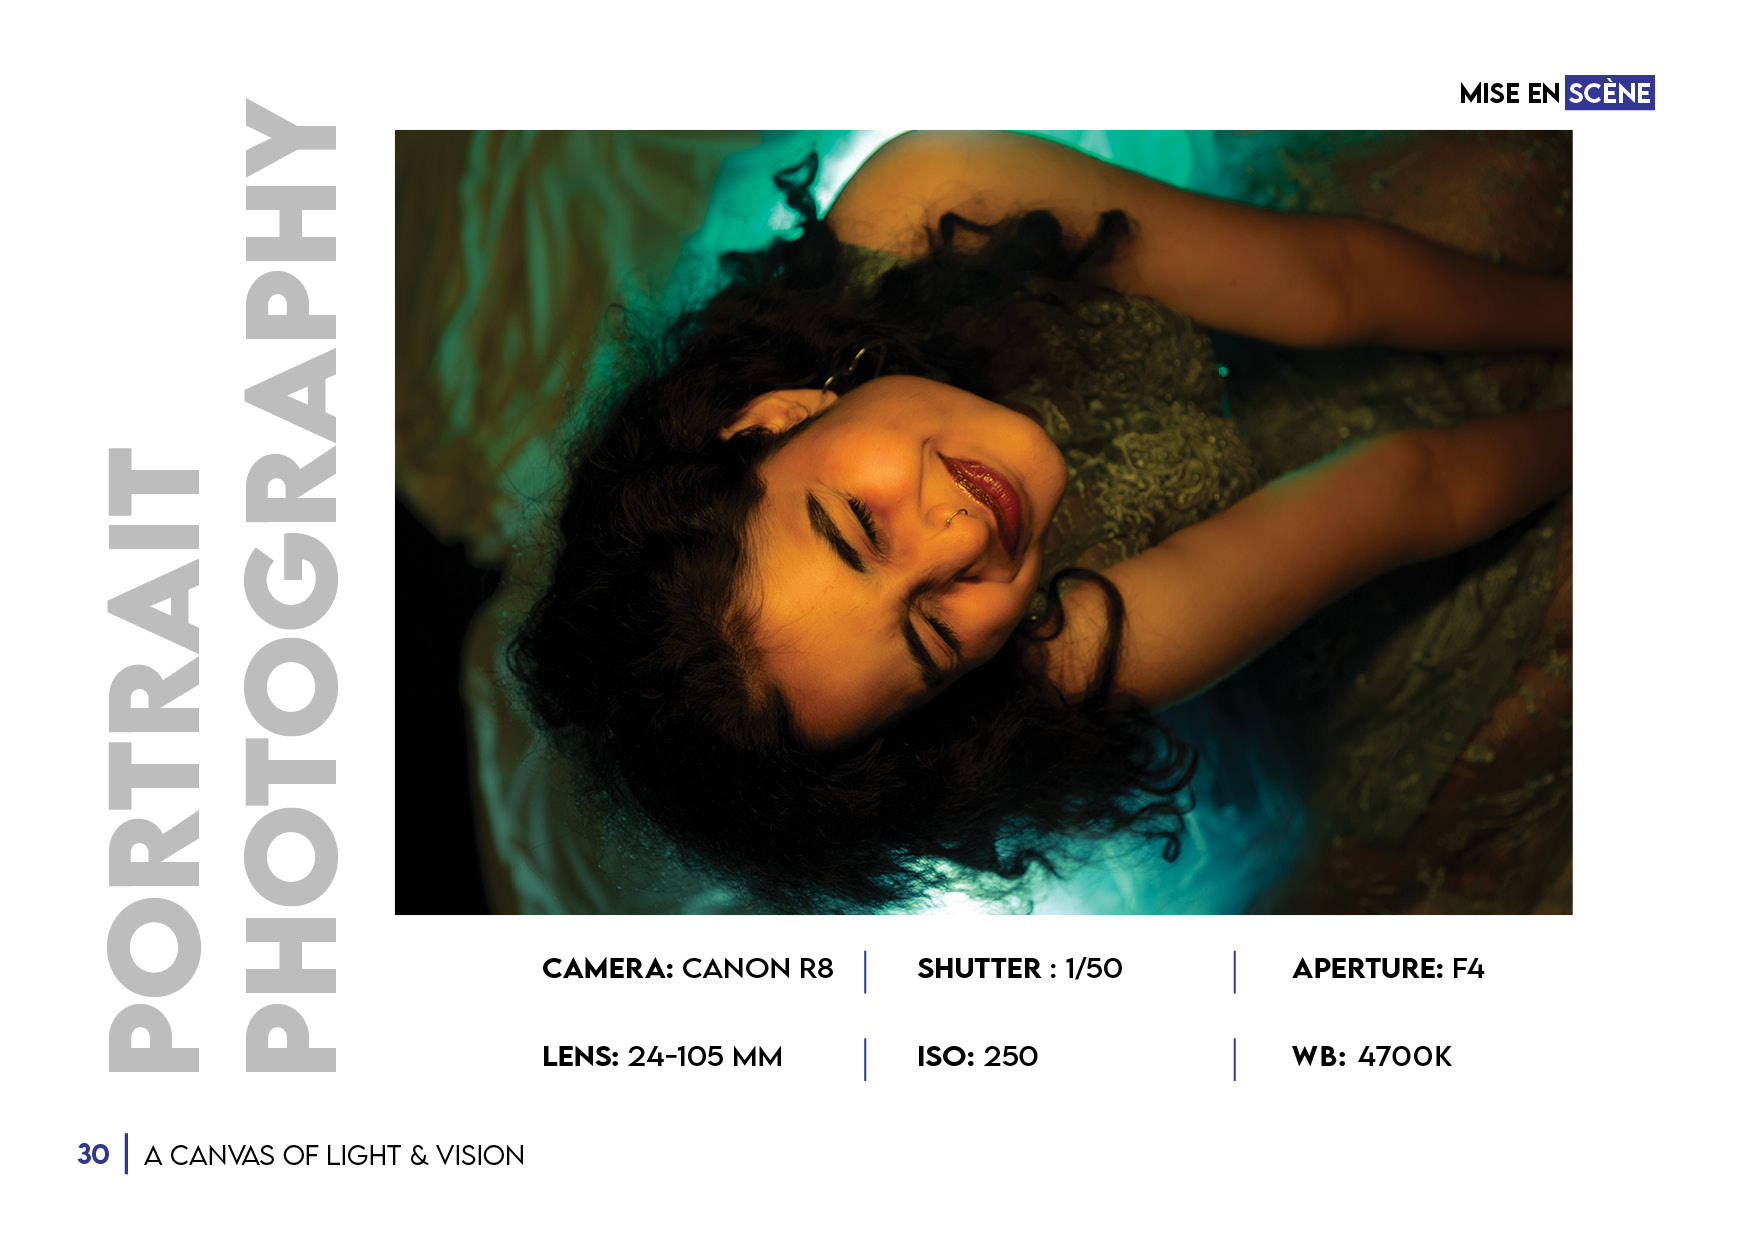 MISE EN SCÈNE
PORTRAIT
PHOTOGRAPHY
CAMERA: CANON R8
SHUTTER : 1/50
APERTURE: F4
LENS: 24-105 MM
ISO: 250
WB: 4700K
30 A CANVAS OF LIGHT & VISION